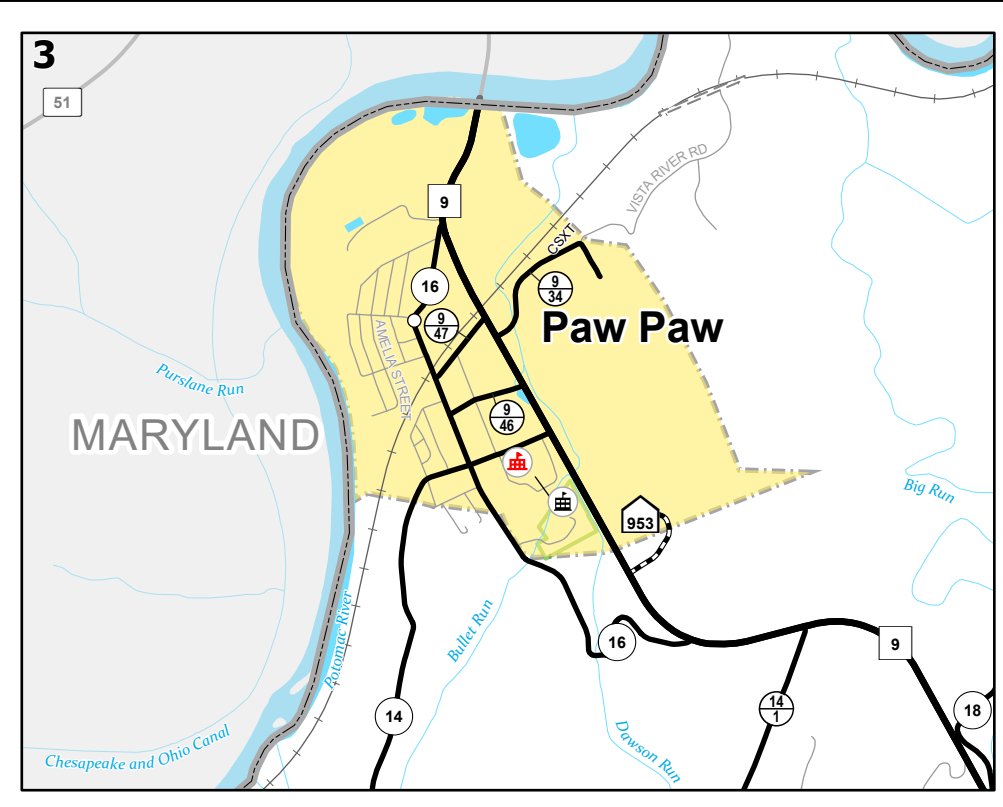 3
51
9
VISTA RIVER RD
CSXT
16
9
34
9
47
Paw Paw
AMELIA STREET
Purslane Run
9
46
MARYLAND
Big Run
953
Potomac River
Bullet Run
16
9
14
14
1
18
Dawson Run
Chesapeake and Ohio Canal